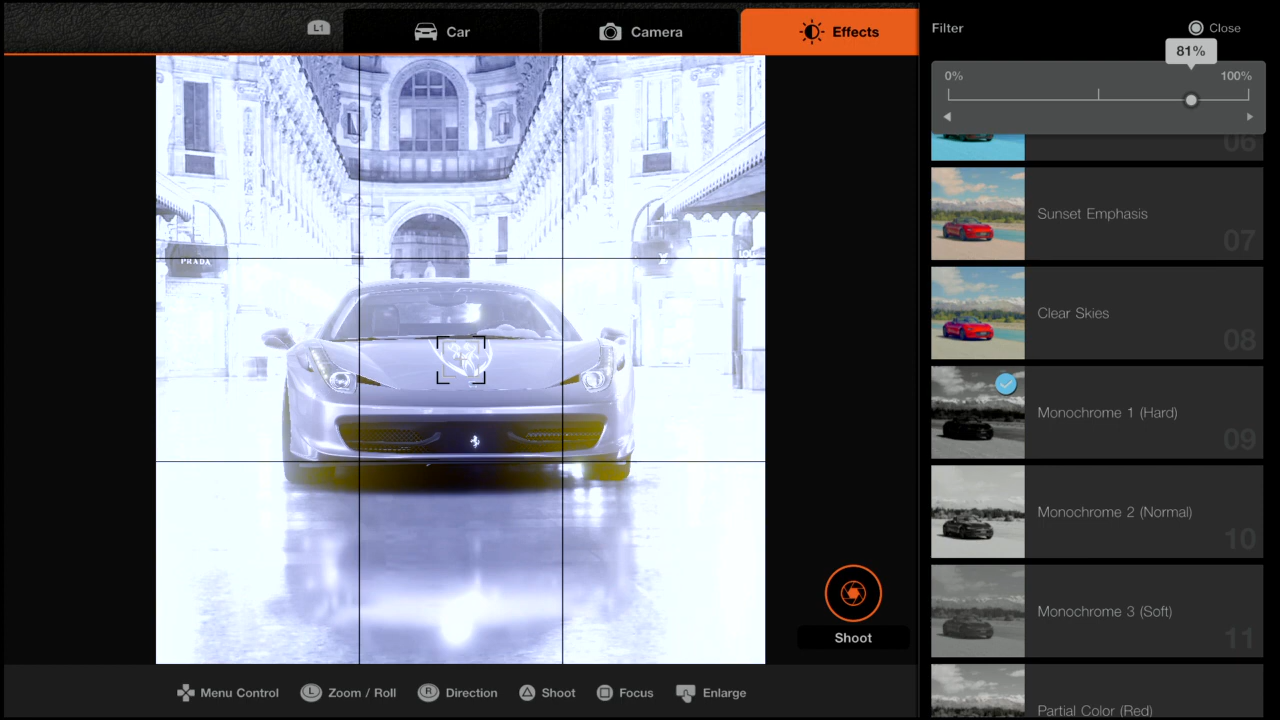 L1
Car
Camera
Effects
Filter
Close
81%
0%
100%
06
Sunset Emphasis
07
Clear Skies
08
Monochrome 1 (Hard)
09
Monochrome 2 (Normal)
10
Monochrome 3 (Soft)
11
Partial Color (Red)
PRADA
Shoot
Menu Control
L
Zoom / Roll
R
Direction
Shoot
Focus
Enlarge